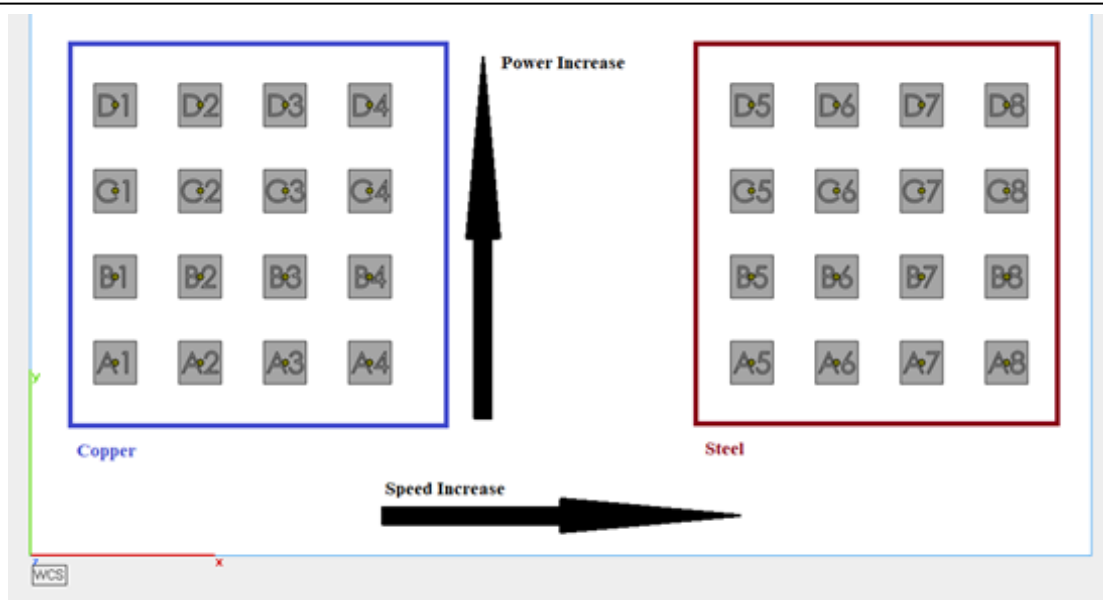 Power Increase
D1 D2 D3 D4 D5 D6 D7 D8
C1 C2 C3 C4 C5 C6 C7 C8
B1 B2 B3 B4 B5 B6 B7 B8
A1 A2 A3 A4 A5 A6 A7 A8
y
Copper Steel
Speed Increase
z x
WCS